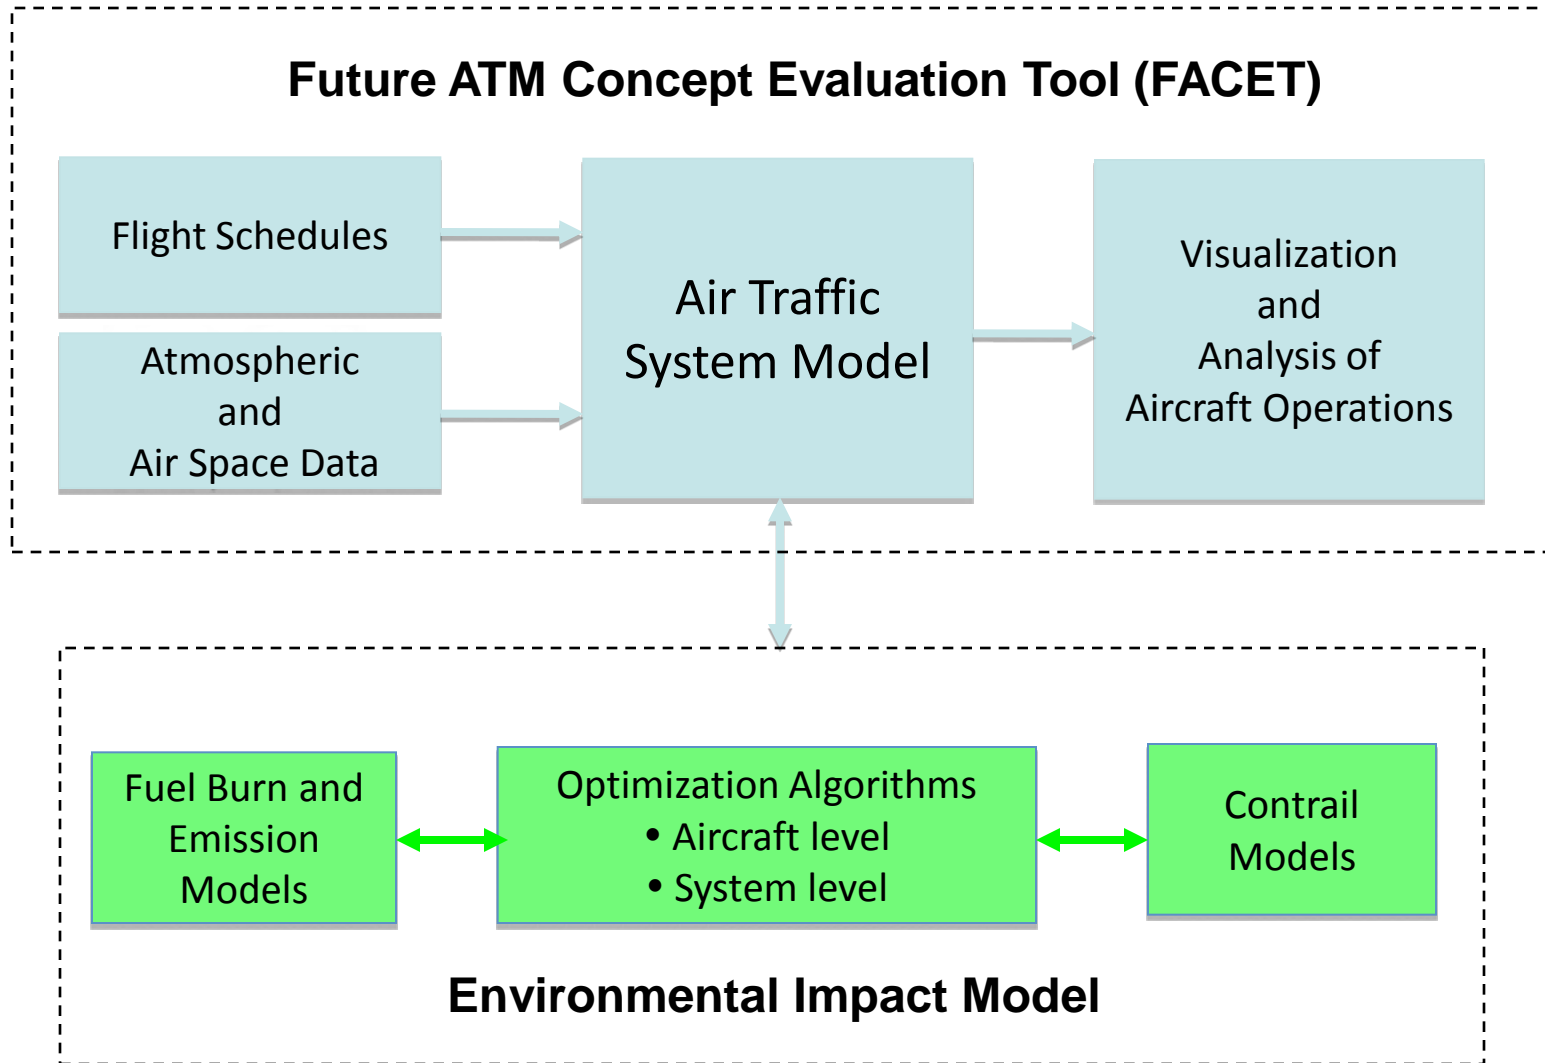 Future ATM Concept Evaluation Tool (FACET)
Flight Schedules
Atmospheric
and
Air Space Data
Air Traffic
System Model
Visualization
and
Analysis of
Aircraft Operations
Fuel Burn and
Emission
Models
Optimization Algorithms
• Aircraft level
• System level
Contrail
Models
Environmental Impact Model